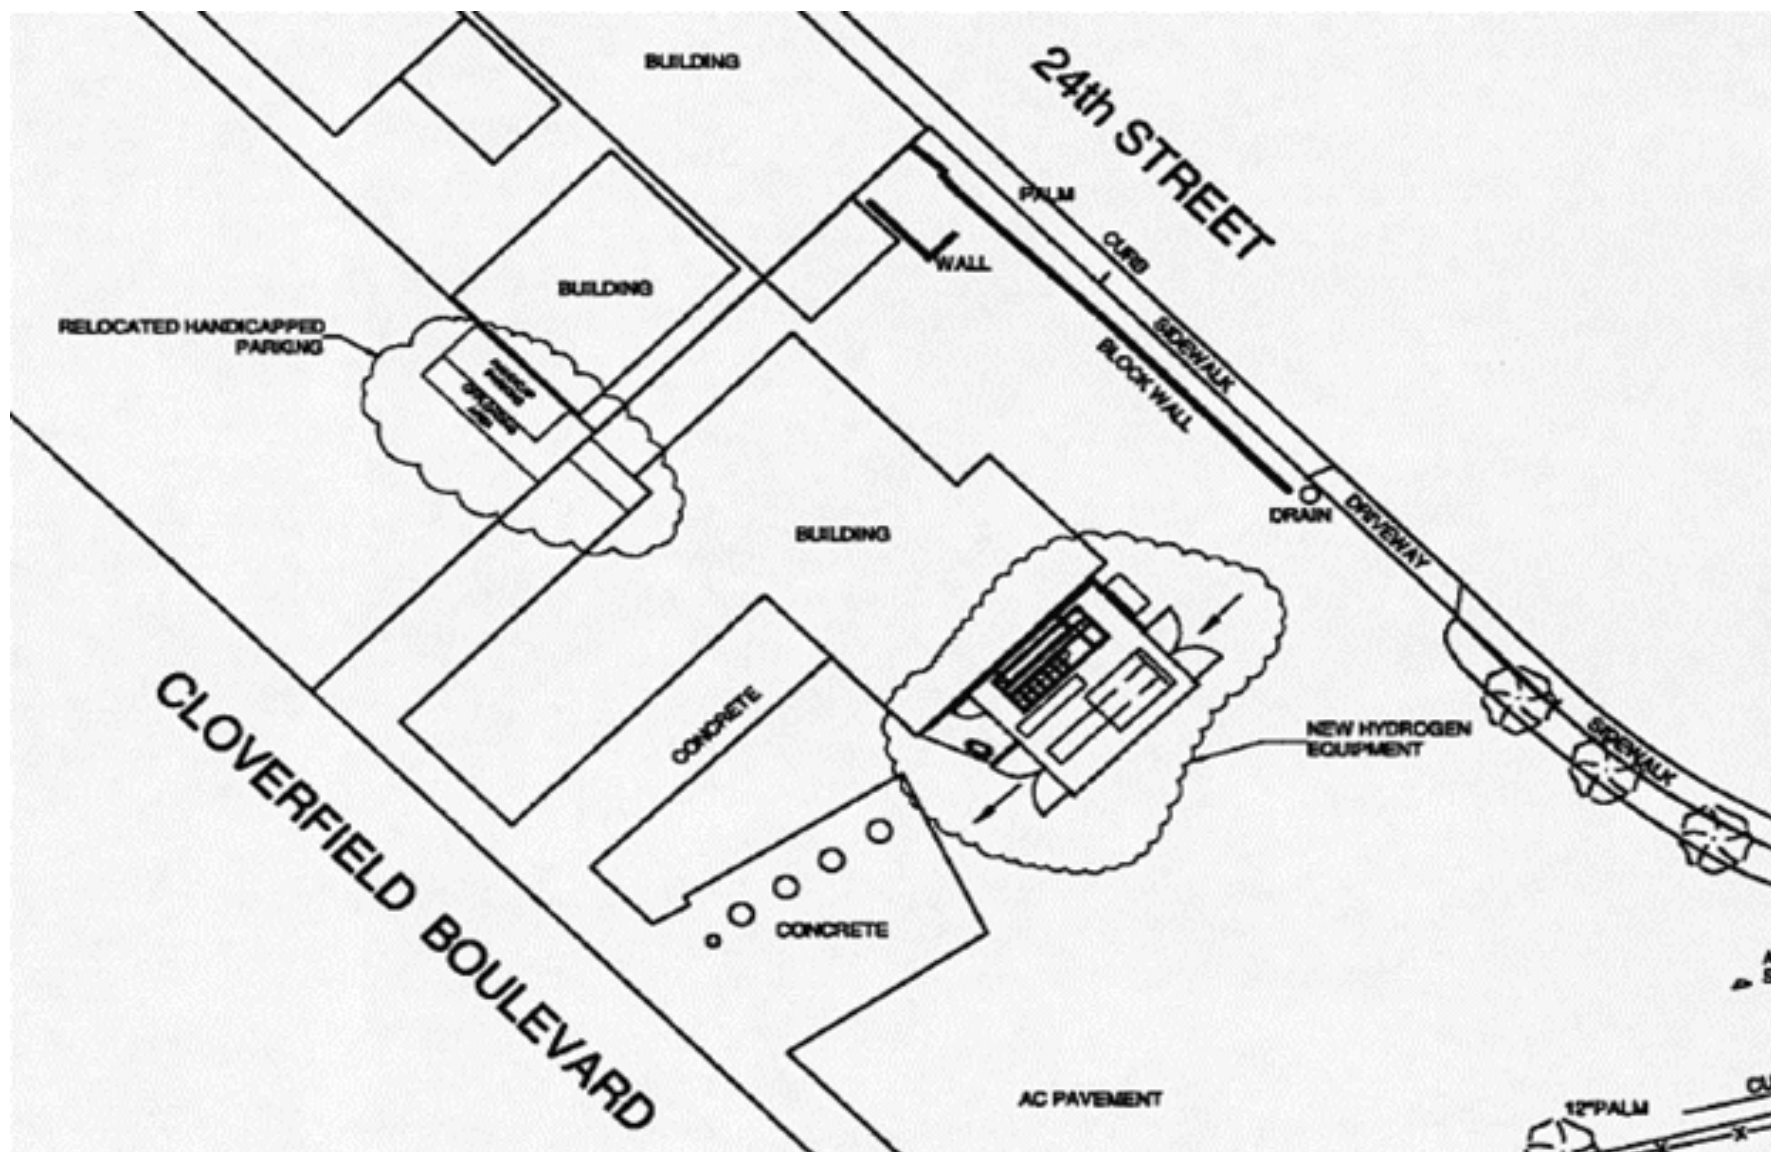 BUILDING
24th STREET
PALM
CURB
WALL
BUILDING
RELOCATED HANDICAPPED
PARKING
SIDEWALK
BLOCK WALL
DRAIN
DRIVEWAY
BUILDING
CONCRETE
NEW HYDROGEN
EQUIPMENT
SIDEWALK
CLOVERFIELD BOULEVARD
CONCRETE
AC PAVEMENT
12"PALM